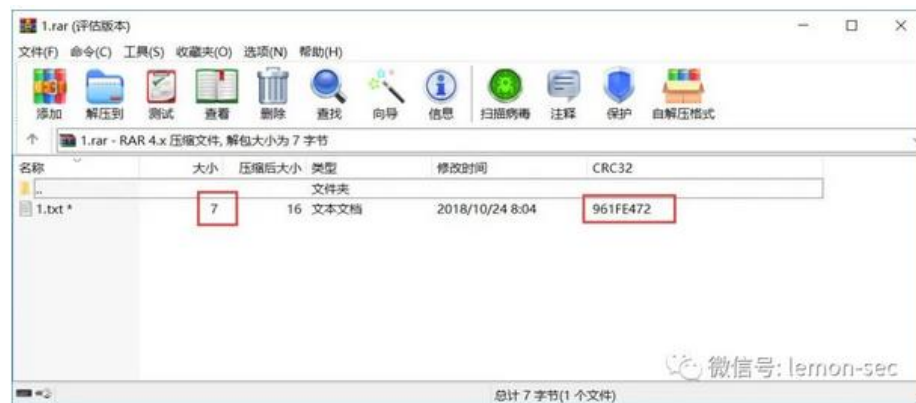 1.rar (评估版本)
文件(F) 命令(C) 工具(S) 收藏夹(O) 选项(N) 帮助(H)
添加 解压到 测试 查看 删除 查找 向导 信息 扫描病毒 注释 保护 自解压格式
1.rar - RAR 4.x 压缩文件, 解包大小为 7 字节
名称 大小 压缩后大小 类型 修改时间 CRC32
.. 文件夹
1.txt * 7 16 文本文档 2018/10/24 8:04 961FE472
微信号: lemon-sec
总计 7 字节(1 个文件)